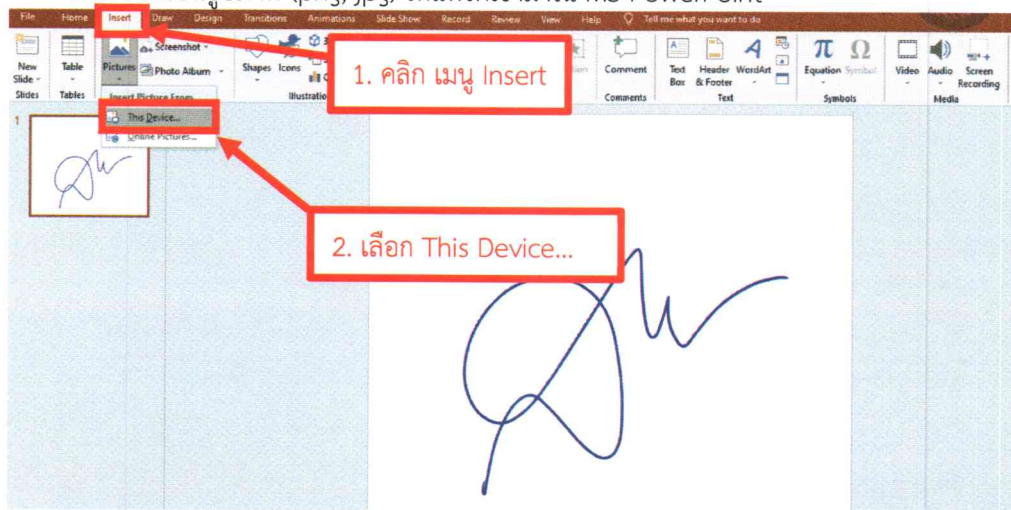 (png, jpg)
File Home Insert Draw Design Transitions Animations Slide Show Record Review View Help Tell me what you want to do
New Slide
Table
Pictures
Screenshot
Photo Album
Shapes
Icons
Comment
Text Box
Header & Footer
WordArt
Equation
Symbol
Video
Audio
Screen Recording
Slides
Tables
Insert Picture From
Comments
Text
Symbols
Media
This Device...
Online Pictures...
1
1. คลิก เมนู Insert
2. เลือก This Device...